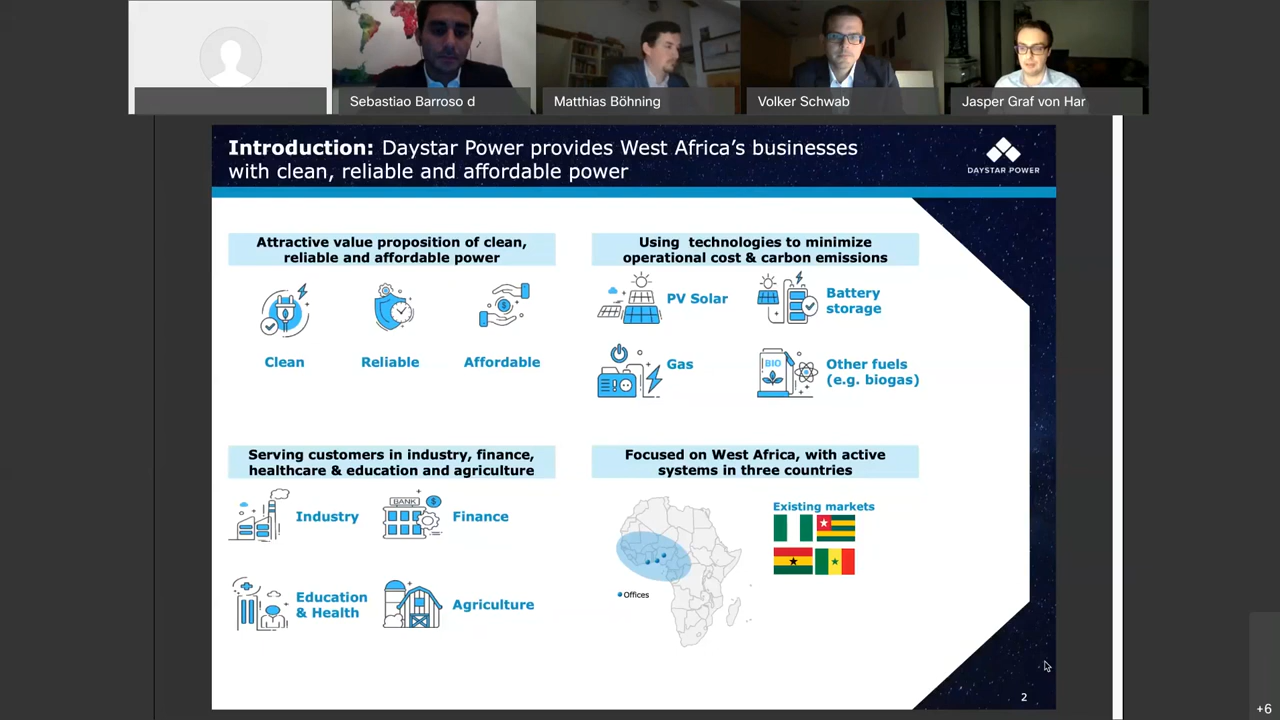 Sebastiao Barroso d
Matthias Böhning
Volker Schwab
Jasper Graf von Har
Introduction: Daystar Power provides West Africa's businesses
with clean, reliable and affordable power
DAYSTAR POWER
Attractive value proposition of clean,
reliable and affordable power
Clean
Reliable
Affordable
Using technologies to minimize
operational cost & carbon emissions
PV Solar
Battery
storage
Gas
BIO
Other fuels
(e.g. biogas)
Serving customers in industry, finance,
healthcare & education and agriculture
Industry
BANK
Finance
Education
& Health
Agriculture
Focused on West Africa, with active
systems in three countries
Existing markets
Offices
2
+6